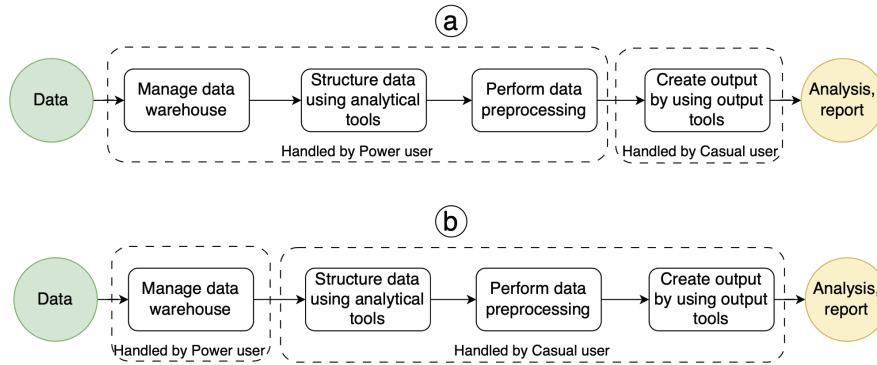 a
Data
Manage data
warehouse
Structure data
using analytical
tools
Perform data
preprocessing
Create output
by using output
tools
Analysis,
report
Handled by Power user
Handled by Casual user
b
Data
Manage data
warehouse
Structure data
using analytical
tools
Perform data
preprocessing
Create output
by using output
tools
Analysis,
report
Handled by Power user
Handled by Casual user